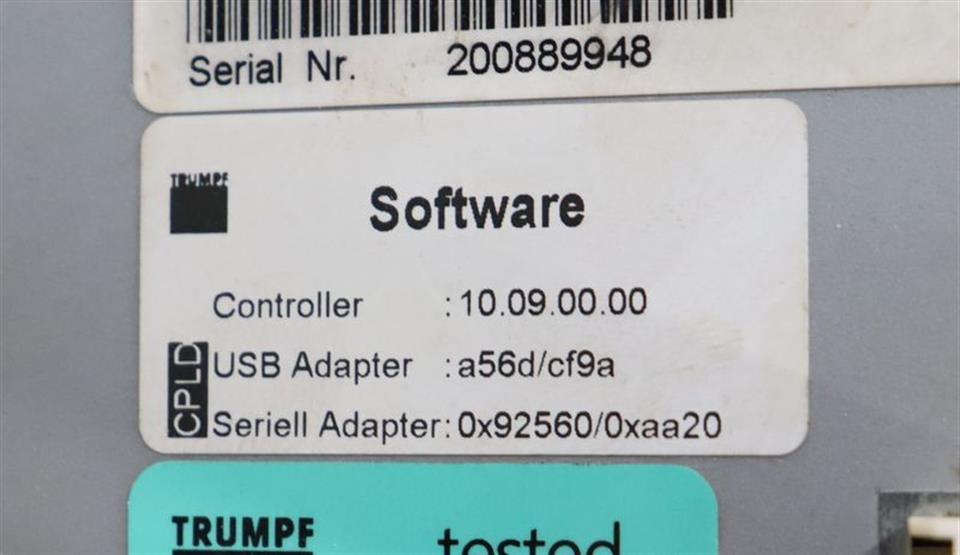 Serial Nr. 200889948
TRUMPF
Software
Controller : 10.09.00.00
USB Adapter : a56d/cf9a
CPLD
Seriell Adapter: 0x92560/0xaa20
TRUMPF tested